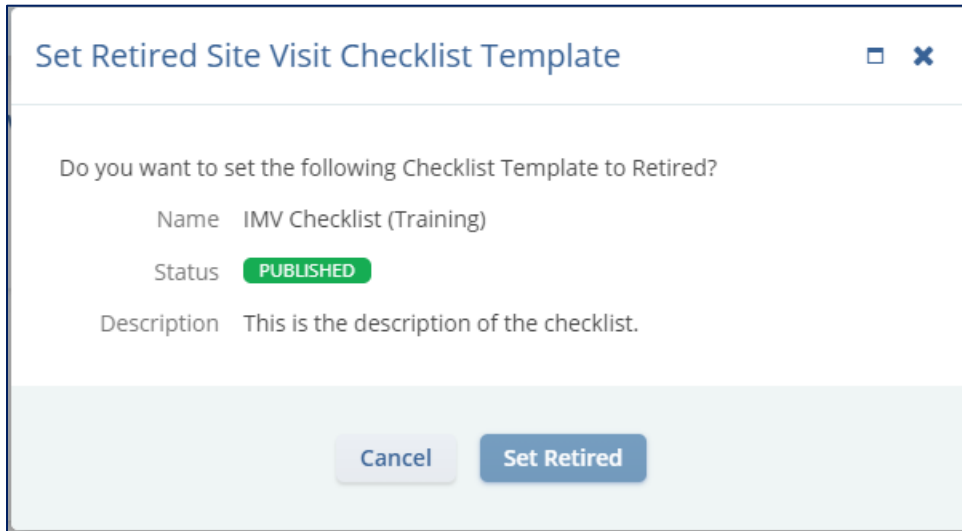 Set Retired Site Visit Checklist Template
Do you want to set the following Checklist Template to Retired?
Name IMV Checklist (Training)
Status PUBLISHED
Description This is the description of the checklist.
Cancel Set Retired